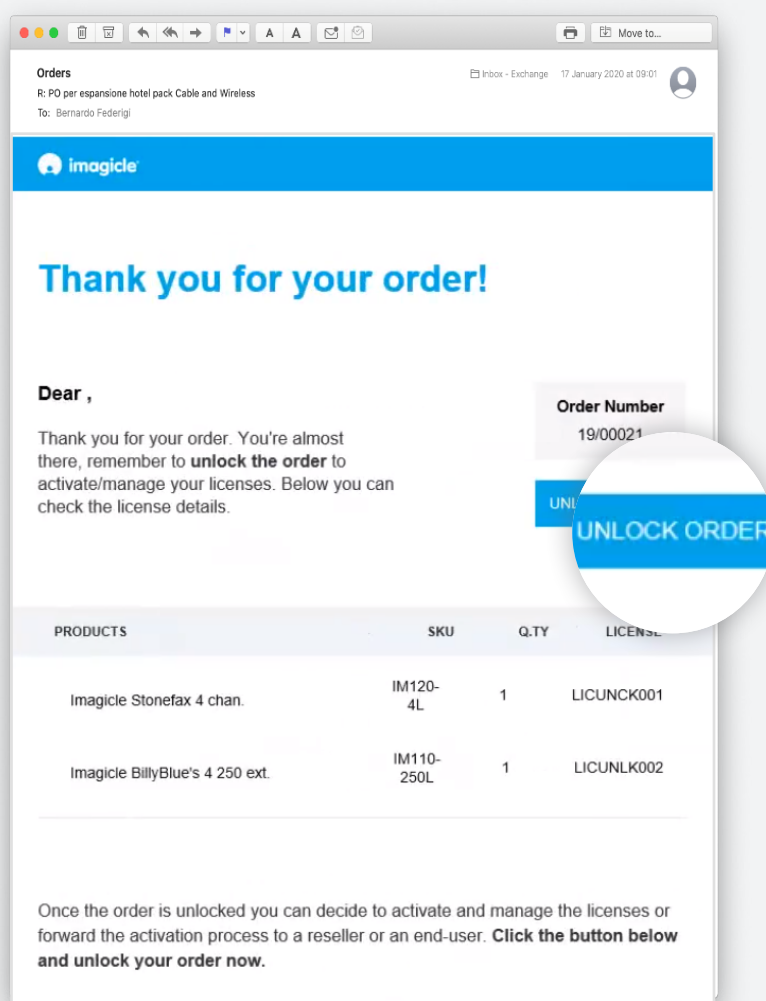 A A
Move to...
Orders
Inbox - Exchange 17 January 2020 at 09:01
R: PO per espansione hotel pack Cable and Wireless
To: Bernardo Federigi
imagicle
Thank you for your order!
Dear ,
Thank you for your order. You're almost
there, remember to unlock the order to
activate/manage your licenses. Below you can
check the license details.
Order Number
19/00021
UNLOCK ORDER
PRODUCTS SKU Q.TY LICENSE
Imagicle Stonefax 4 chan. IM120-
4L 1 LICUNCK001
Imagicle BillyBlue's 4 250 ext. IM110-
250L 1 LICUNLK002
Once the order is unlocked you can decide to activate and manage the licenses or
forward the activation process to a reseller or an end-user. Click the button below
and unlock your order now.